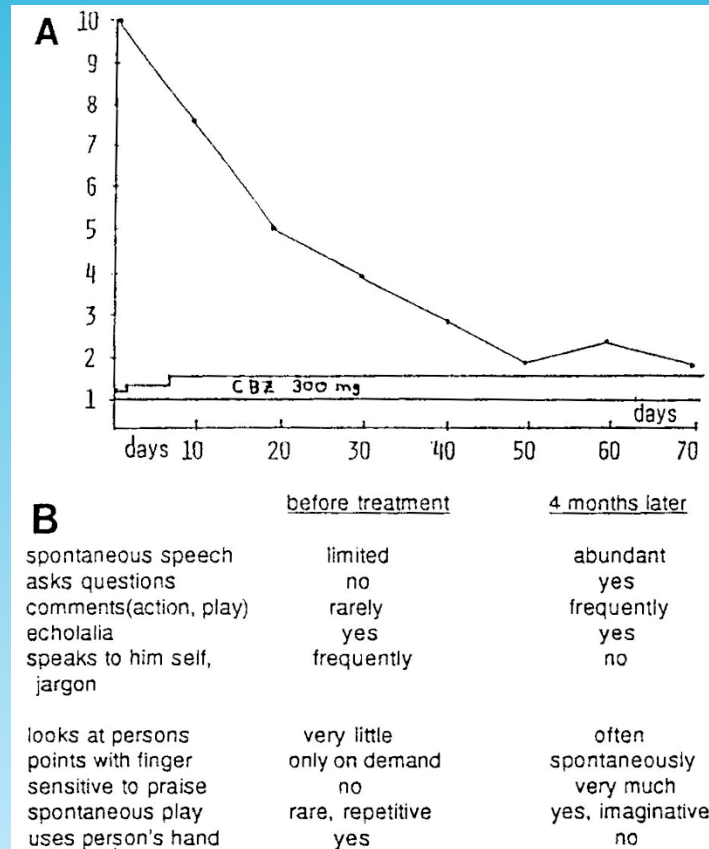 A
10
9
8
7
6
5
4
3
2
1
CBZ 300 mg
days
days 10 20 30 40 50 60 70
B
before treatment 4 months later
spontaneous speech limited abundant
asks questions no yes
comments(action, play) rarely frequently
echolalia yes yes
speaks to him self, frequently no
jargon
looks at persons very little often
points with finger only on demand spontaneously
sensitive to praise no very much
spontaneous play rare, repetitive yes, imaginative
uses person's hand yes no